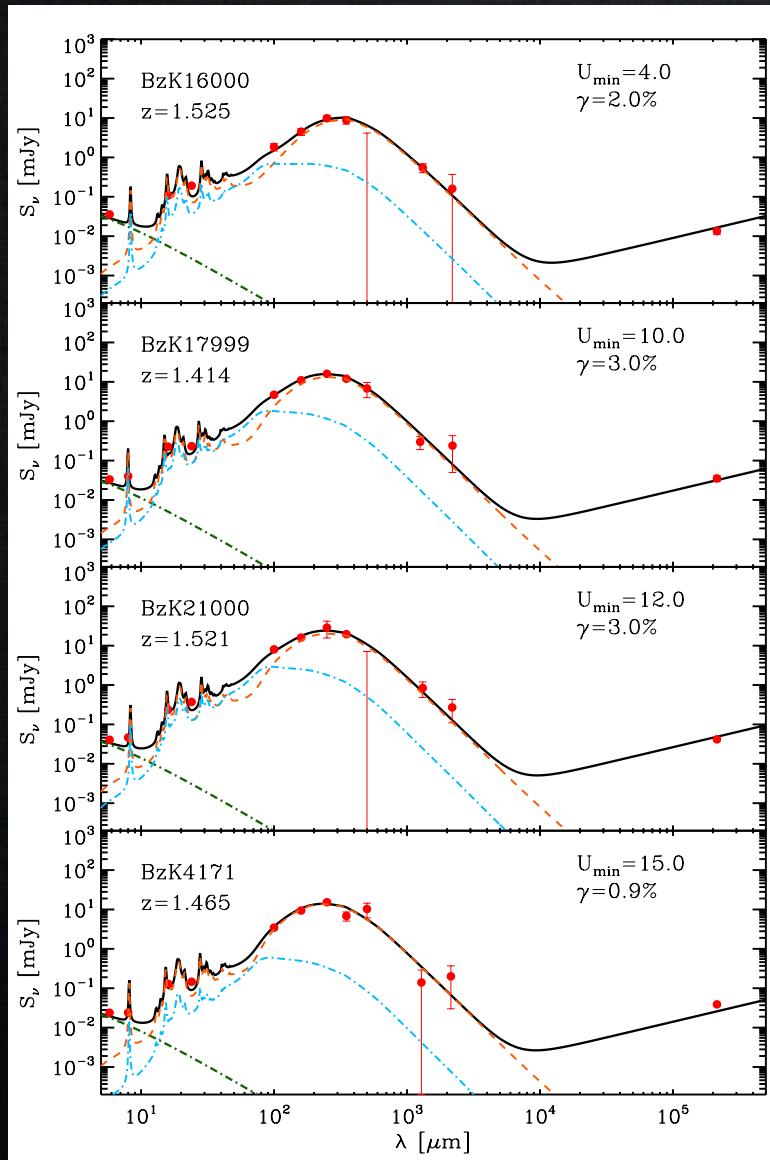 10³
10²
10¹
10⁰
10⁻¹
10⁻²
10⁻³
S_ν [mJy]
BzK16000
z=1.525
U_min=4.0
γ=2.0%
10³
10²
10¹
10⁰
10⁻¹
10⁻²
10⁻³
S_ν [mJy]
BzK17999
z=1.414
U_min=10.0
γ=3.0%
10³
10²
10¹
10⁰
10⁻¹
10⁻²
10⁻³
S_ν [mJy]
BzK21000
z=1.521
U_min=12.0
γ=3.0%
10³
10²
10¹
10⁰
10⁻¹
10⁻²
10⁻³
S_ν [mJy]
BzK4171
z=1.465
U_min=15.0
γ=0.9%
10¹ 10² 10³ 10⁴ 10⁵
λ [μm]